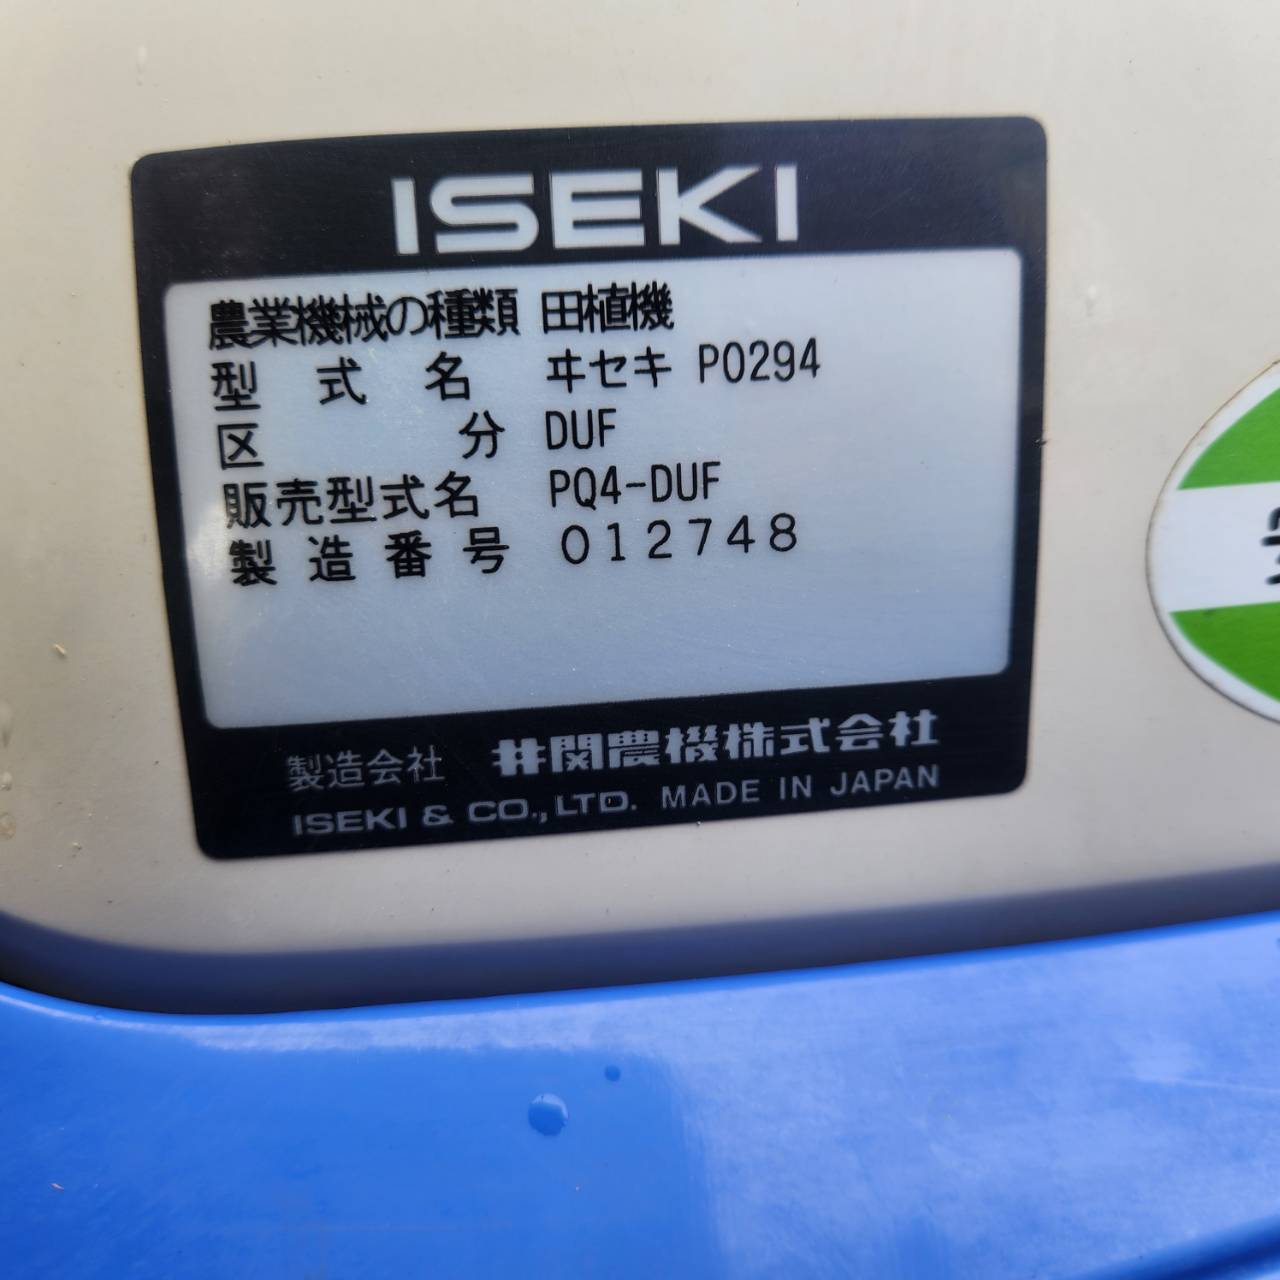 ISEKI
農業機械の種類 田植機
型式名 ヰセキ P0294
区分 DUF
販売型式名 PQ4-DUF
製造番号 012748
製造会社 井関農機株式会社
ISEKI & CO., LTD. MADE IN JAPAN